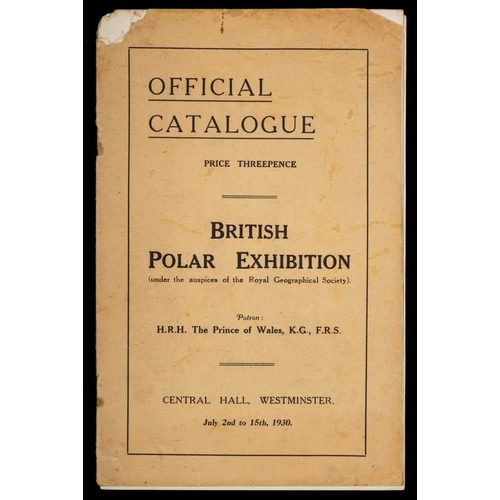 OFFICIAL
CATALOGUE
PRICE THREEPENCE
BRITISH
POLAR EXHIBITION
(under the auspices of the Royal Geographical Society).
Patron:
H.R.H. The Prince of Wales, K.G., F.R.S.
CENTRAL HALL, WESTMINSTER.
July 2nd to 15th, 1930.